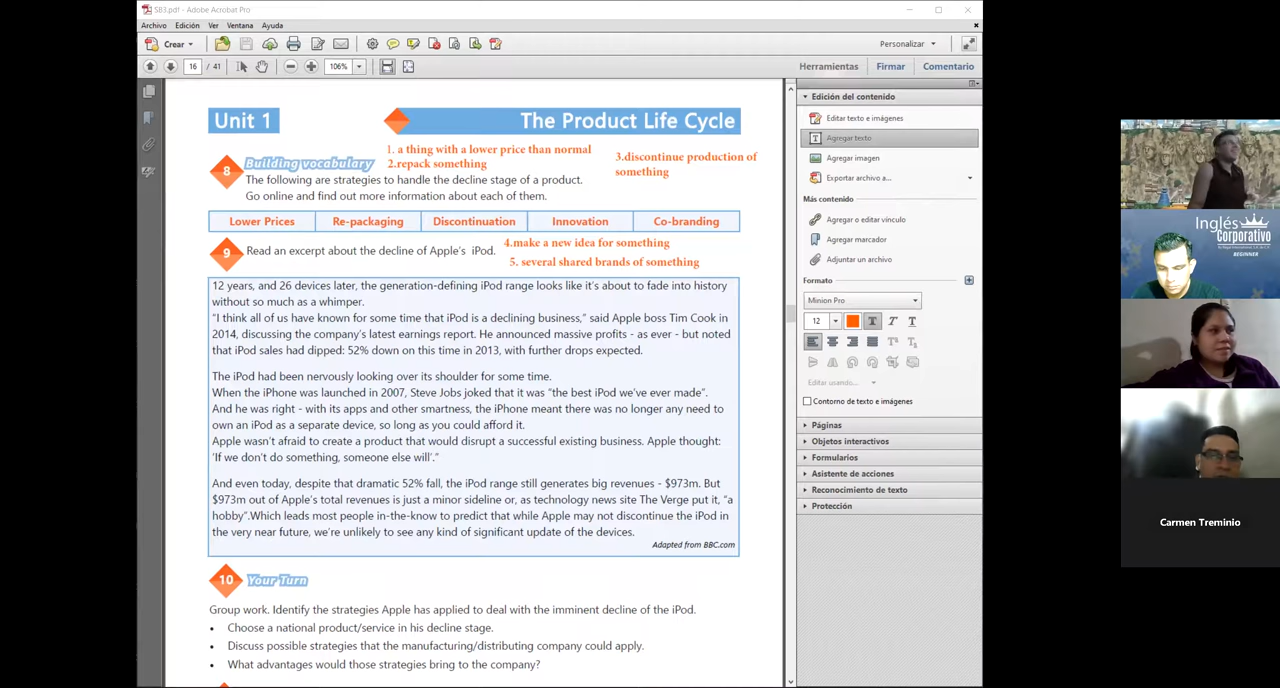 SB3.pdf - Adobe Acrobat Pro
Archivo Edición Ver Ventana Ayuda
Crear
Personalizar
16 / 41
106%
Herramientas Firmar Comentario
Unit 1
The Product Life Cycle
1. a thing with a lower price than normal
2.repack something
3.discontinue production of
something
8 Building vocabulary
The following are strategies to handle the decline stage of a product.
Go online and find out more information about each of them.
Lower Prices Re-packaging Discontinuation Innovation Co-branding
9 Read an excerpt about the decline of Apple's iPod.
4.make a new idea for something
5. several shared brands of something
12 years, and 26 devices later, the generation-defining iPod range looks like it's about to fade into history
without so much as a whimper.
"I think all of us have known for some time that iPod is a declining business," said Apple boss Tim Cook in
2014, discussing the company's latest earnings report. He announced massive profits - as ever - but noted
that iPod sales had dipped: 52% down on this time in 2013, with further drops expected.
The iPod had been nervously looking over its shoulder for some time.
When the iPhone was launched in 2007, Steve Jobs joked that it was "the best iPod we've ever made".
And he was right - with its apps and other smartness, the iPhone meant there was no longer any need to
own an iPod as a separate device, so long as you could afford it.
Apple wasn't afraid to create a product that would disrupt a successful existing business. Apple thought:
'If we don't do something, someone else will'."
And even today, despite that dramatic 52% fall, the iPod range still generates big revenues - $973m. But
$973m out of Apple's total revenues is just a minor sideline or, as technology news site The Verge put it, "a
hobby".Which leads most people in-the-know to predict that while Apple may not discontinue the iPod in
the very near future, we're unlikely to see any kind of significant update of the devices.
Adapted from BBC.com
10 Your Turn
Group work. Identify the strategies Apple has applied to deal with the imminent decline of the iPod.
• Choose a national product/service in his decline stage.
• Discuss possible strategies that the manufacturing/distributing company could apply.
• What advantages would those strategies bring to the company?
Edición del contenido
Editar texto e imágenes
Agregar texto
Agregar imagen
Exportar archivo a...
Más contenido
Agregar o editar vínculo
Agregar marcador
Adjuntar un archivo
Formato
Minion Pro
12
Editar usando...
Contorno de texto e imágenes
Páginas
Objetos interactivos
Formularios
Asistente de acciones
Reconocimiento de texto
Protección
Inglés
Corporativo
BEGINNER
Carmen Treminio